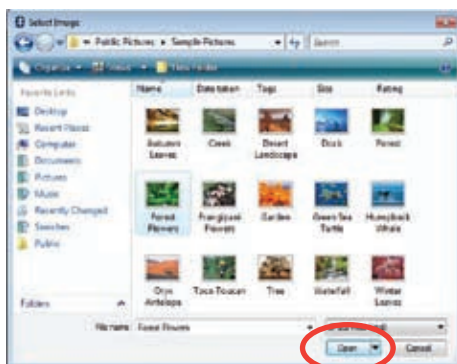 Select Image
Public Pictures Sample Pictures Search
Organize Views New Folder
Favorite Links Name Date taken Tags Size Rating
Desktop
Recent Places
Computer
Documents
Pictures
Music
Recently Changed
Searches
Public
Autumn Leaves Creek Desert Landscape Dock Forest
Forest Flowers Frangipani Flowers Garden Green Sea Turtle Humpback Whale
Oryx Antelope Toco Toucan Tree Waterfall Winter Leaves
Folders
File name: Forest Flowers
Open Cancel